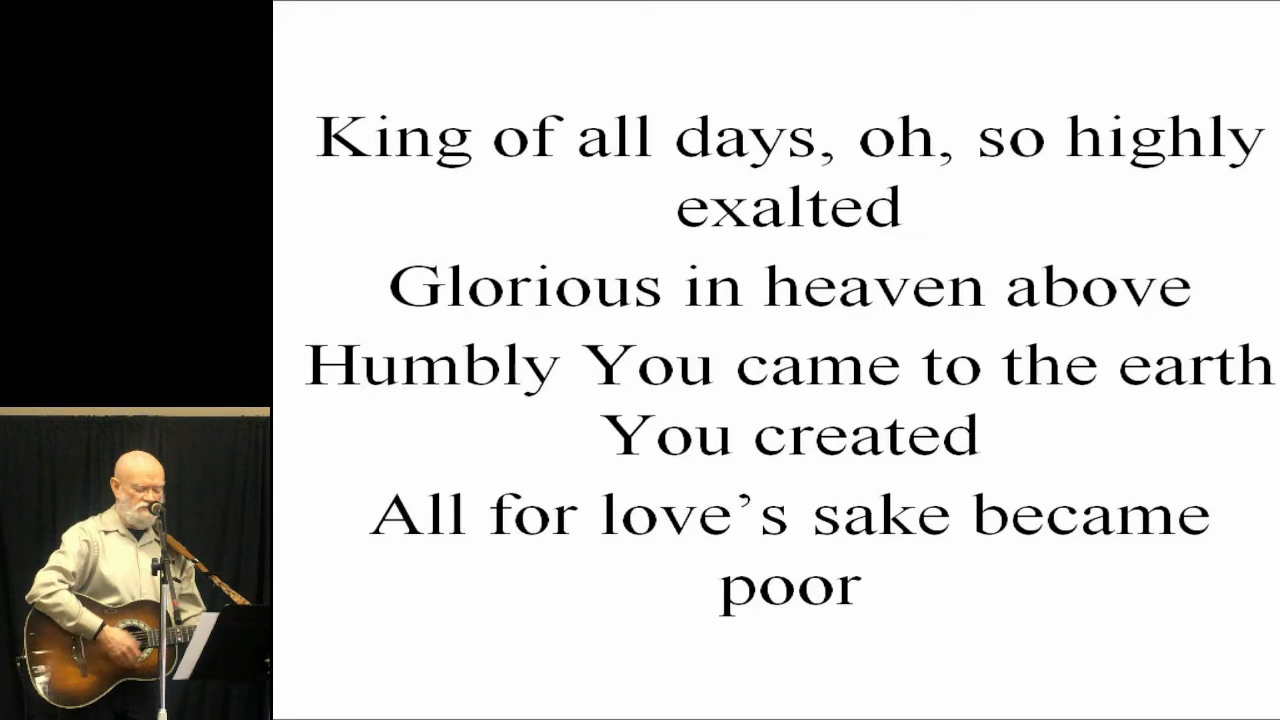 King of all days, oh, so highly
exalted
Glorious in heaven above
Humbly You came to the earth
You created
All for love’s sake became
poor